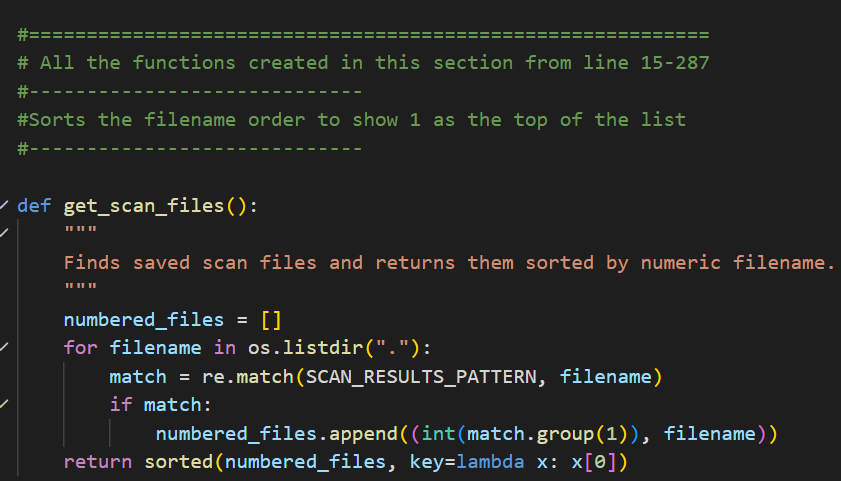 #===========================================================
# All the functions created in this section from line 15-287
#------------------------------
#Sorts the filename order to show 1 as the top of the list
#------------------------------
def get_scan_files():
"""
Finds saved scan files and returns them sorted by numeric filename.
"""
numbered_files = []
for filename in os.listdir("."):
match = re.match(SCAN_RESULTS_PATTERN, filename)
if match:
numbered_files.append((int(match.group(1)), filename))
return sorted(numbered_files, key=lambda x: x[0])